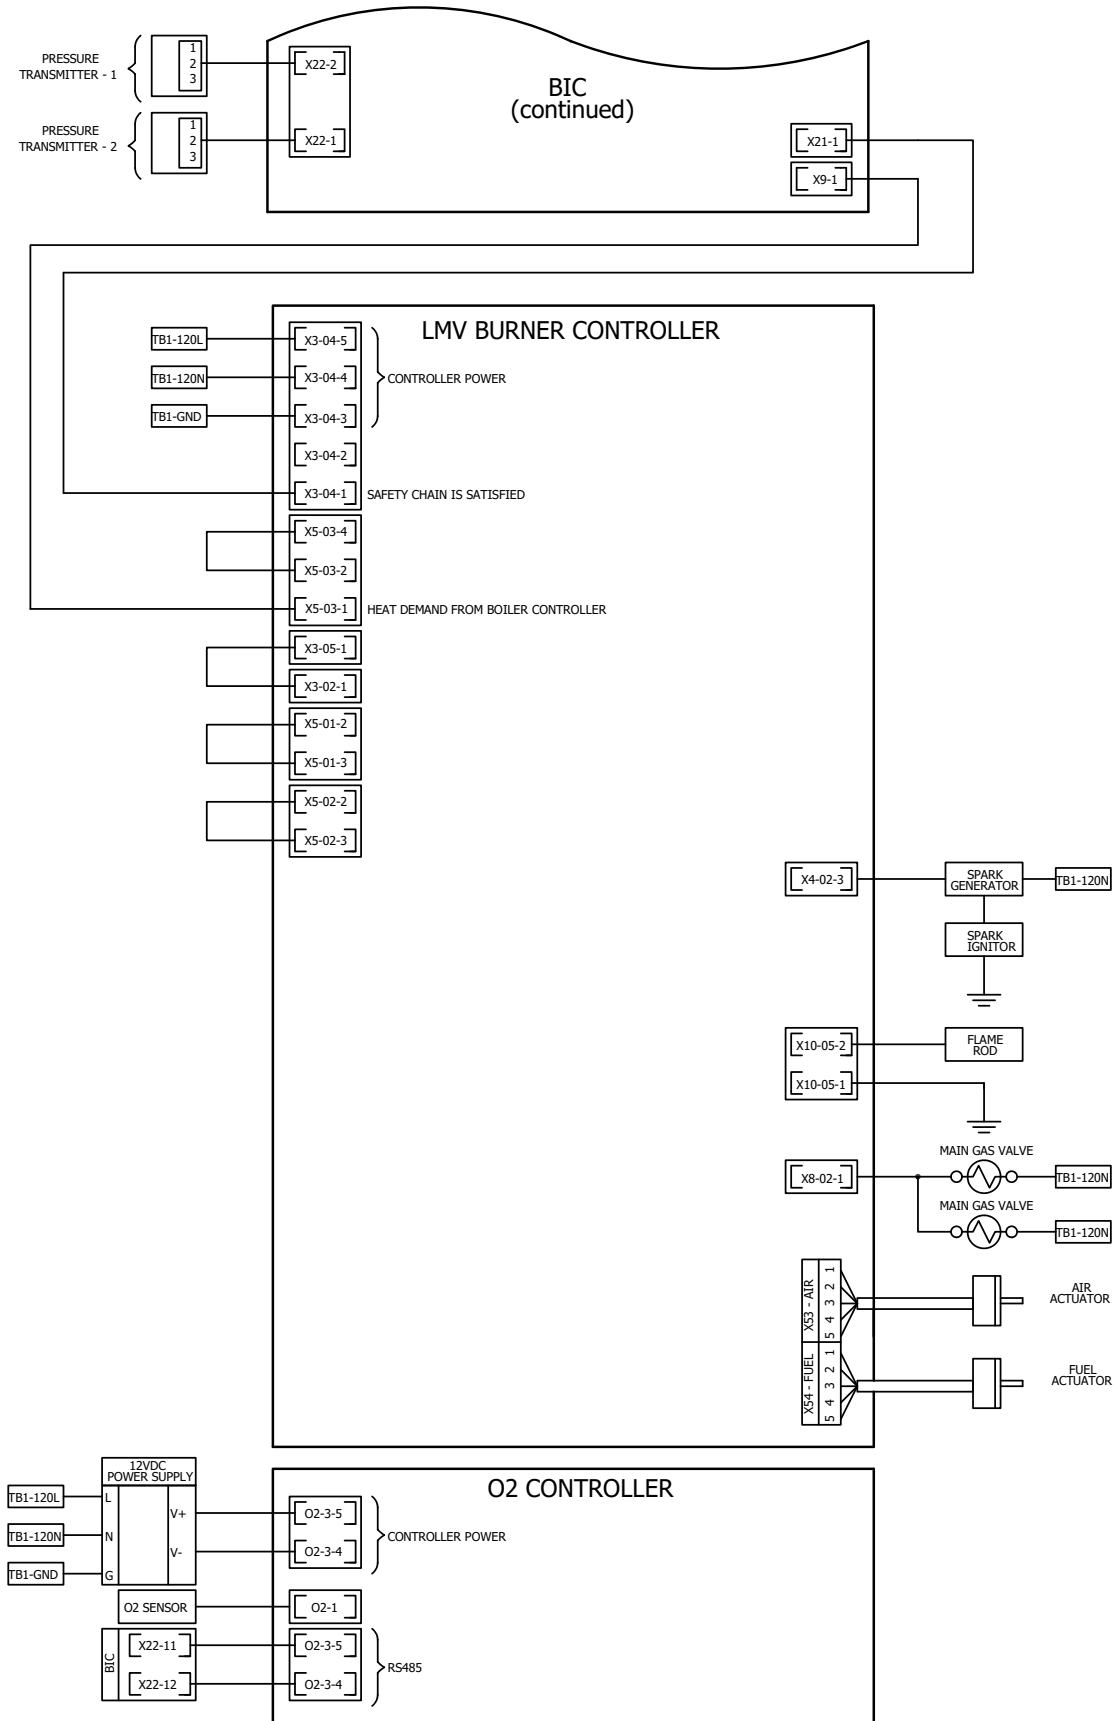 PRESSURE
TRANSMITTER - 1
1
2
3
X22-2
BIC
(continued)
PRESSURE
TRANSMITTER - 2
1
2
3
X22-1
X21-1
X9-1
LMV BURNER CONTROLLER
TB1-120L
X3-04-5
TB1-120N
X3-04-4
CONTROLLER POWER
TB1-GND
X3-04-3
X3-04-2
X3-04-1
SAFETY CHAIN IS SATISFIED
X5-03-4
X5-03-2
X5-03-1
HEAT DEMAND FROM BOILER CONTROLLER
X3-05-1
X3-02-1
X5-01-2
X5-01-3
X5-02-2
X5-02-3
X4-02-3
SPARK
GENERATOR
TB1-120N
SPARK
IGNITOR
X10-05-2
FLAME
ROD
X10-05-1
MAIN GAS VALVE
X8-02-1
TB1-120N
MAIN GAS VALVE
TB1-120N
X53 - AIR
1
2
3
4
5
AIR
ACTUATOR
X54 - FUEL
1
2
3
4
5
FUEL
ACTUATOR
12VDC
POWER SUPPLY
O2 CONTROLLER
TB1-120L
L
V+
O2-3-5
TB1-120N
N
CONTROLLER POWER
V-
O2-3-4
TB1-GND
G
O2 SENSOR
O2-1
BIC
X22-11
O2-3-5
RS485
X22-12
O2-3-4